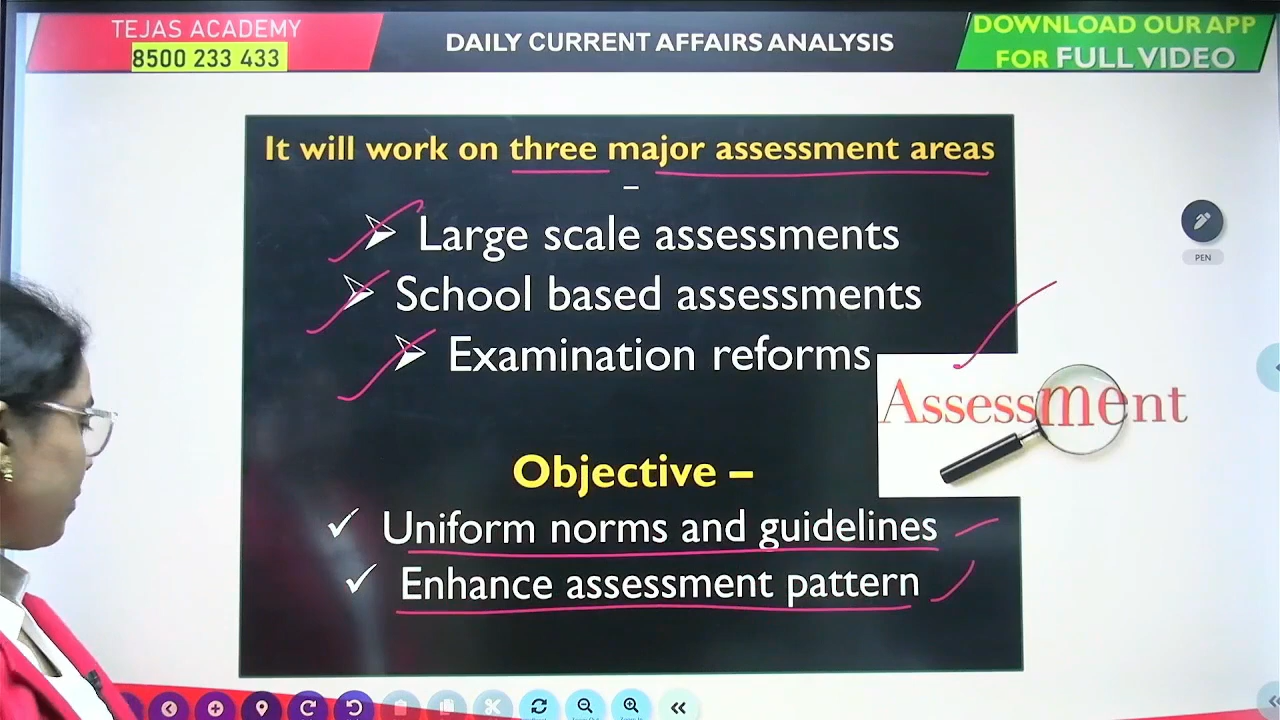 TEJAS ACADEMY
8500 233 433
DAILY CURRENT AFFAIRS ANALYSIS
DOWNLOAD OUR APP
FOR FULL VIDEO
It will work on three major assessment areas
–
➢ Large scale assessments
➢ School based assessments
➢ Examination reforms
Assessment
Objective –
✓ Uniform norms and guidelines
✓ Enhance assessment pattern
PEN